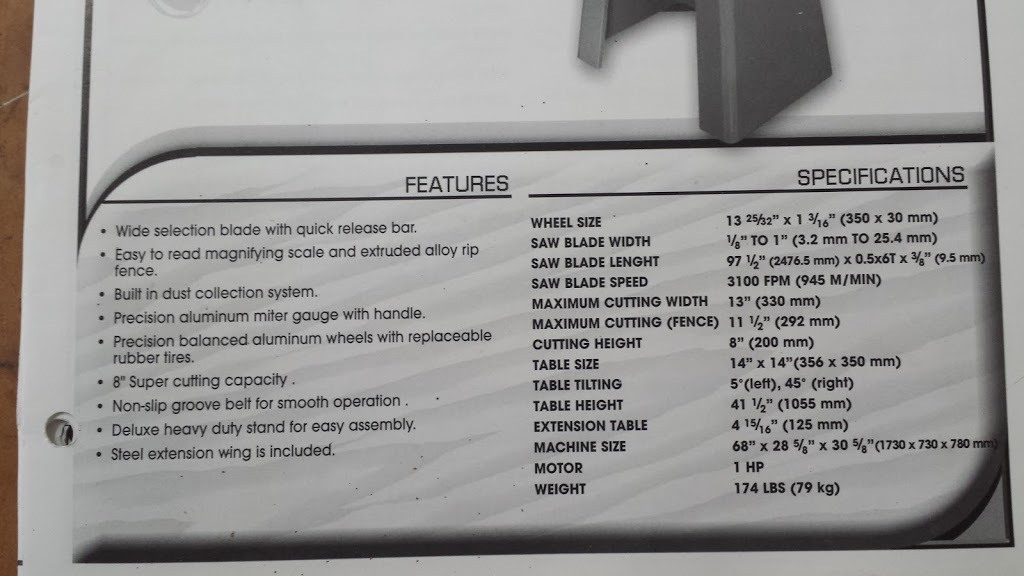 FEATURES
• Wide selection blade with quick release bar.
• Easy to read magnifying scale and extruded alloy rip
fence.
• Built in dust collection system.
• Precision aluminum miter gauge with handle.
• Precision balanced aluminum wheels with replaceable
rubber tires.
• 8" Super cutting capacity .
• Non-slip groove belt for smooth operation .
• Deluxe heavy duty stand for easy assembly.
• Steel extension wing is included.
SPECIFICATIONS
WHEEL SIZE 13 25/32" x 1 3/16" (350 x 30 mm)
SAW BLADE WIDTH 1/8" TO 1" (3.2 mm TO 25.4 mm)
SAW BLADE LENGHT 97 1/2" (2476.5 mm) x 0.5x6T x 3/8" (9.5 mm)
SAW BLADE SPEED 3100 FPM (945 M/MIN)
MAXIMUM CUTTING WIDTH 13" (330 mm)
MAXIMUM CUTTING (FENCE) 11 1/2" (292 mm)
CUTTING HEIGHT 8" (200 mm)
TABLE SIZE 14" x 14"(356 x 350 mm)
TABLE TILTING 5°(left), 45° (right)
TABLE HEIGHT 41 1/2" (1055 mm)
EXTENSION TABLE 4 15/16" (125 mm)
MACHINE SIZE 68" x 28 5/8" x 30 5/8"(1730 x 730 x 780 mm)
MOTOR 1 HP
WEIGHT 174 LBS (79 kg)